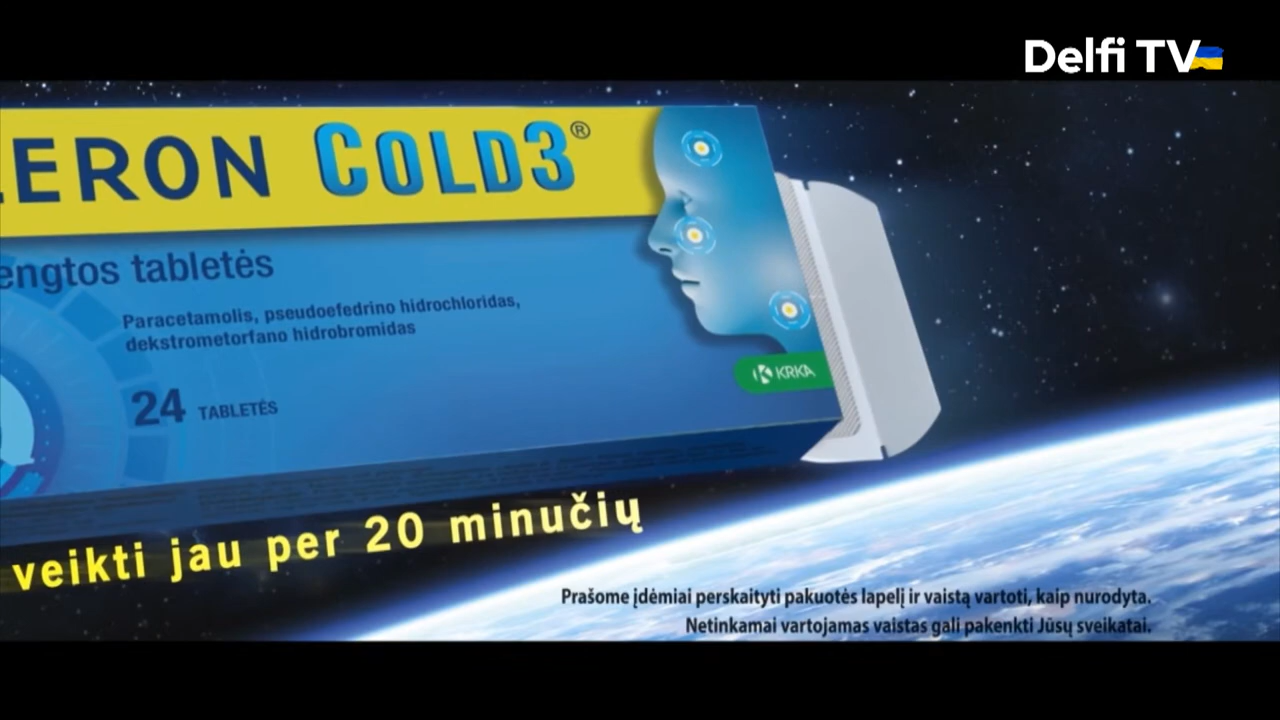 Delfi TV
ERON COLD3®
engtos tabletės
Paracetamolis, pseudoefedrino hidrochloridas,
dekstrometorfano hidrobromidas
24 TABLETĖS
KRKA
veikti jau per 20 minučių
Prašome įdėmiai perskaityti pakuotės lapelį ir vaistą vartoti, kaip nurodyta.
Netinkamai vartojamas vaistas gali pakenkti Jūsų sveikatai.